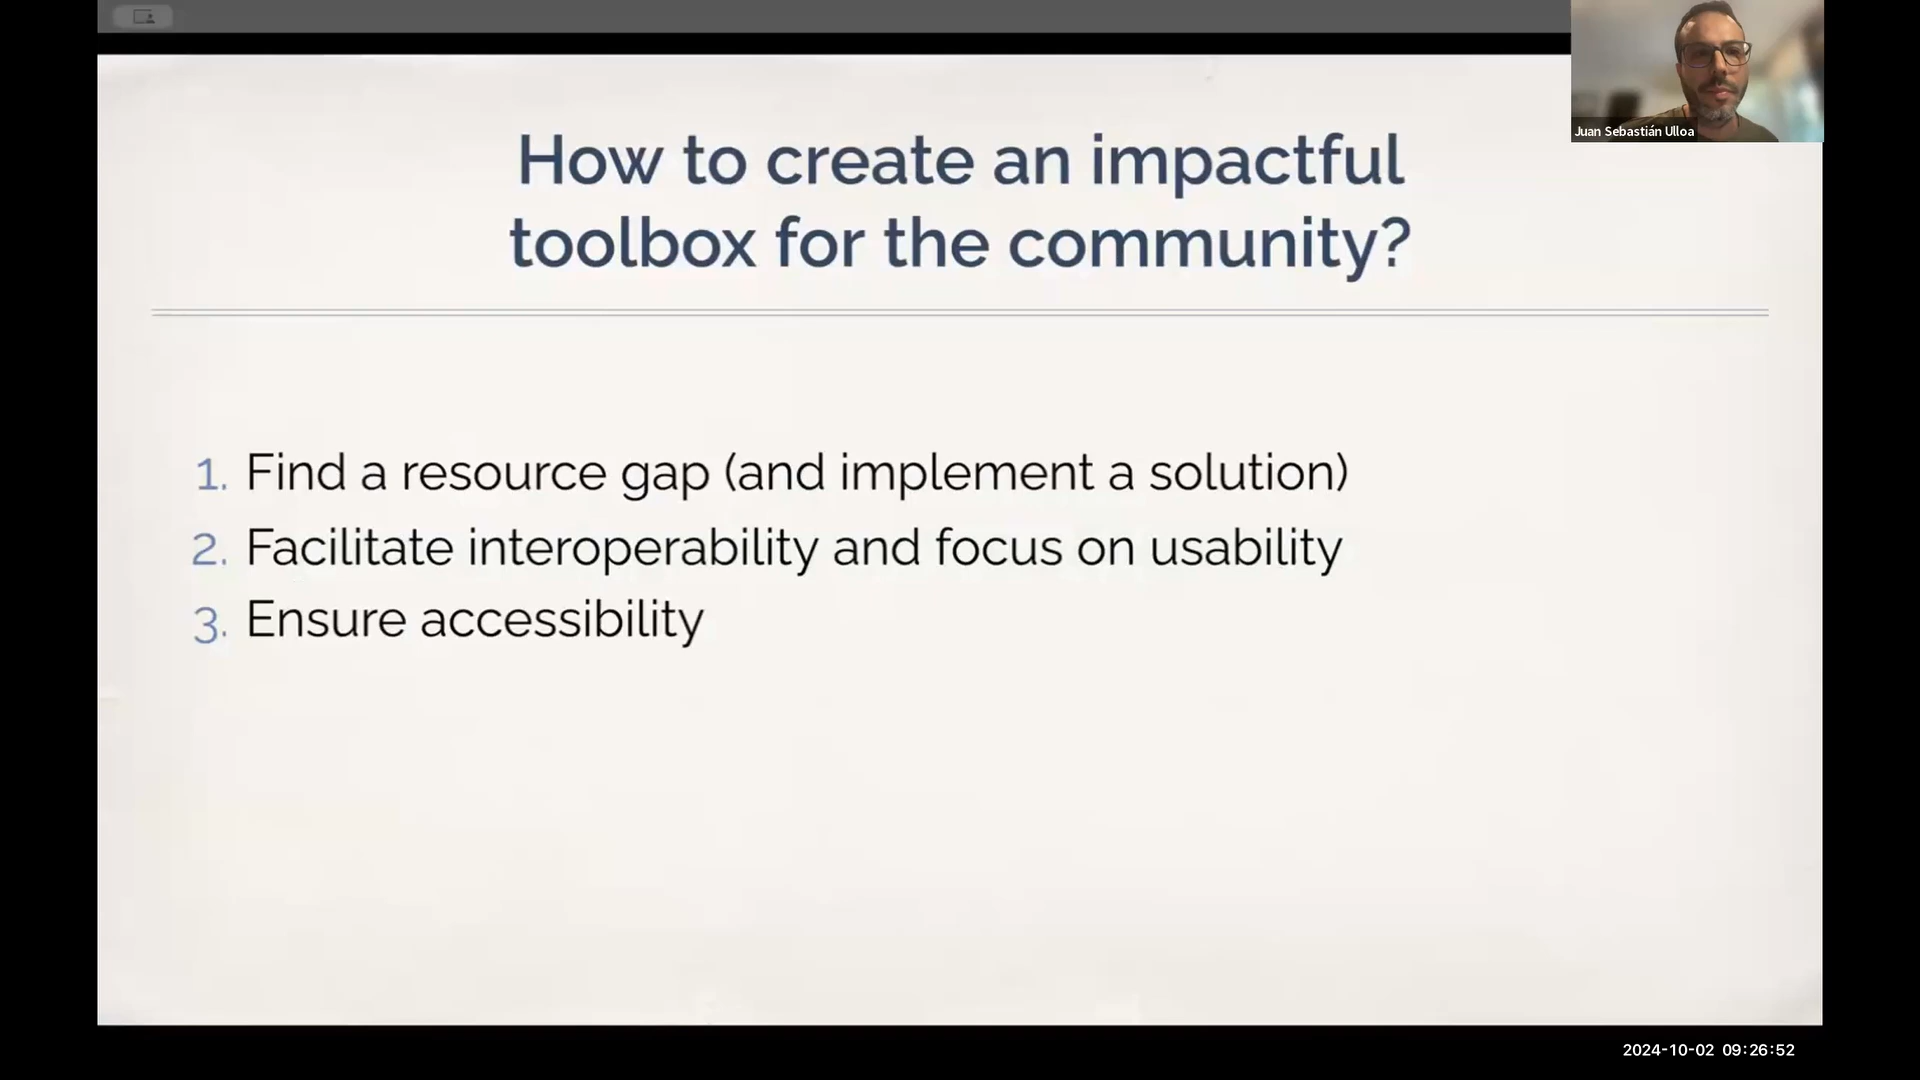 Juan Sebastián Ulloa
How to create an impactful
toolbox for the community?
1. Find a resource gap (and implement a solution)
2. Facilitate interoperability and focus on usability
3. Ensure accessibility
2024-10-02 09:26:52